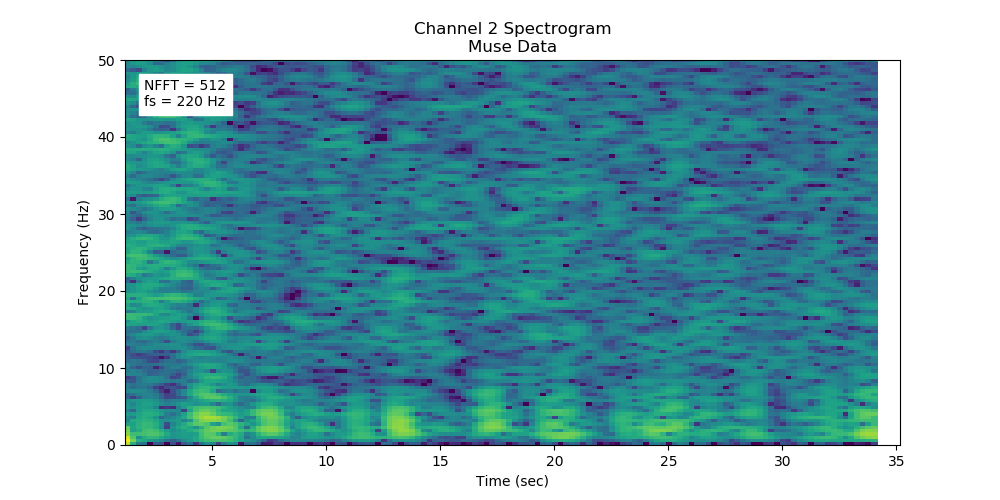 Channel 2 Spectrogram
Muse Data
NFFT = 512
fs = 220 Hz
Frequency (Hz)
50
40
30
20
10
0
5
10
15
20
25
30
35
Time (sec)